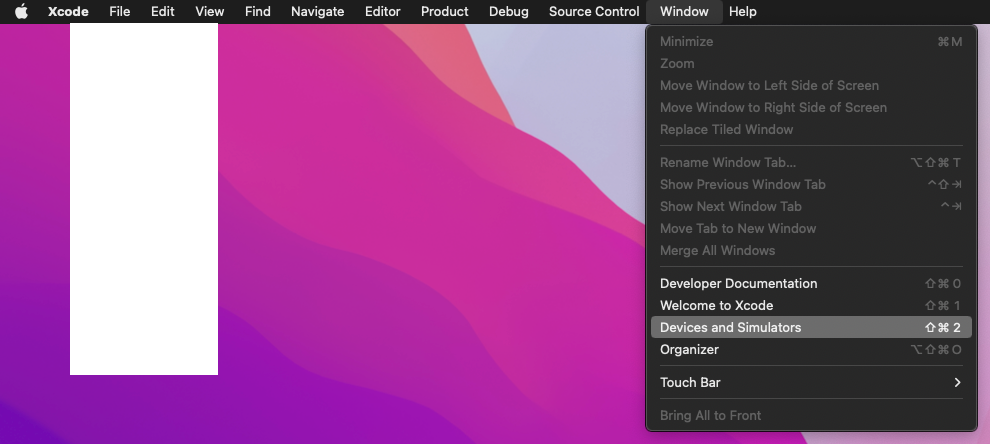 Xcode File Edit View Find Navigate Editor Product Debug Source Control Window Help
Minimize ⌘M
Zoom
Move Window to Left Side of Screen
Move Window to Right Side of Screen
Replace Tiled Window
Rename Window Tab... ⌥⇧⌘T
Show Previous Window Tab ^⇧⇥
Show Next Window Tab ^⇥
Move Tab to New Window
Merge All Windows
Developer Documentation ⇧⌘0
Welcome to Xcode ⇧⌘1
Devices and Simulators ⇧⌘2
Organizer ⌥⇧⌘O
Touch Bar
Bring All to Front